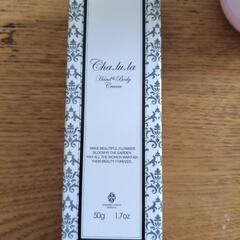 Cha.lu.la
Hand & Body
Cream
MAKE BEAUTIFUL FLOWERS
BLOOM IN THE GARDEN.
MAY ALL THE WOMEN MAINTAIN
THEIR BEAUTY FOREVER.
50g 1.7oz